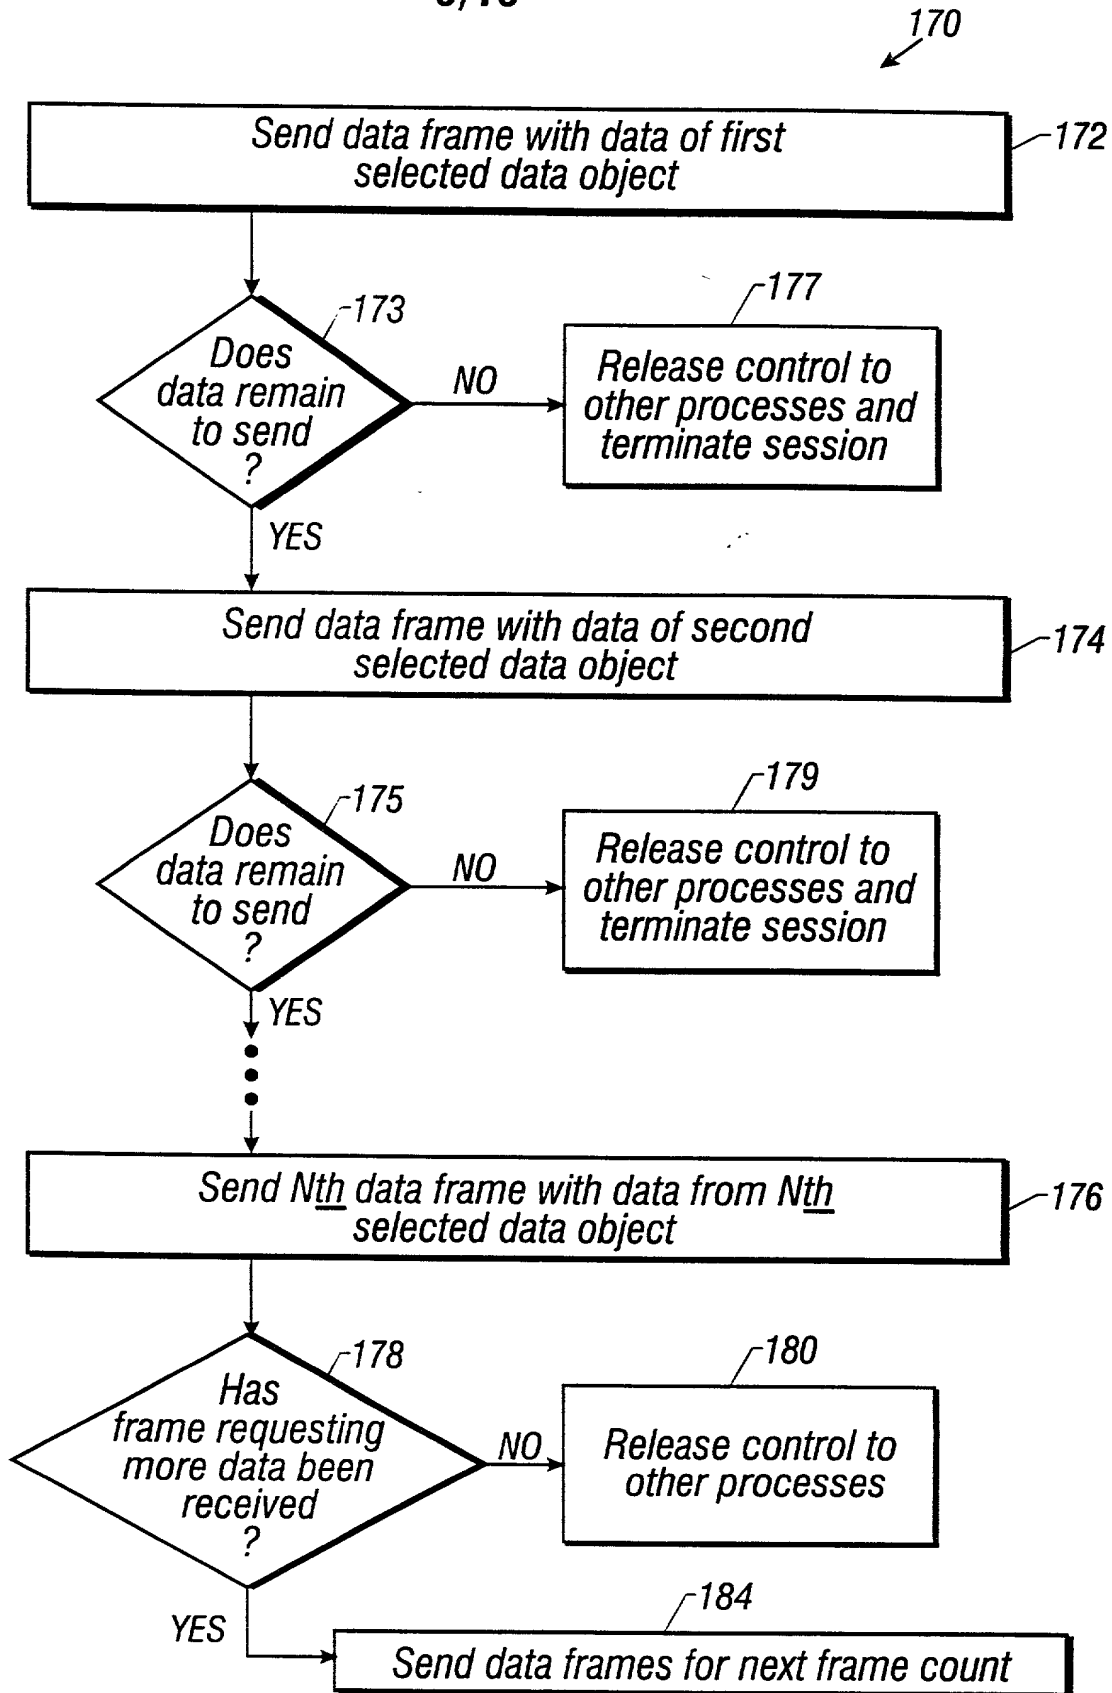 170
Send data frame with data of first
selected data object
172
173
Does
data remain
to send
?
NO
177
Release control to
other processes and
terminate session
YES
Send data frame with data of second
selected data object
174
175
Does
data remain
to send
?
NO
179
Release control to
other processes and
terminate session
YES
Send Nth data frame with data from Nth
selected data object
176
178
Has
frame requesting
more data been
received
?
NO
180
Release control to
other processes
YES
184
Send data frames for next frame count